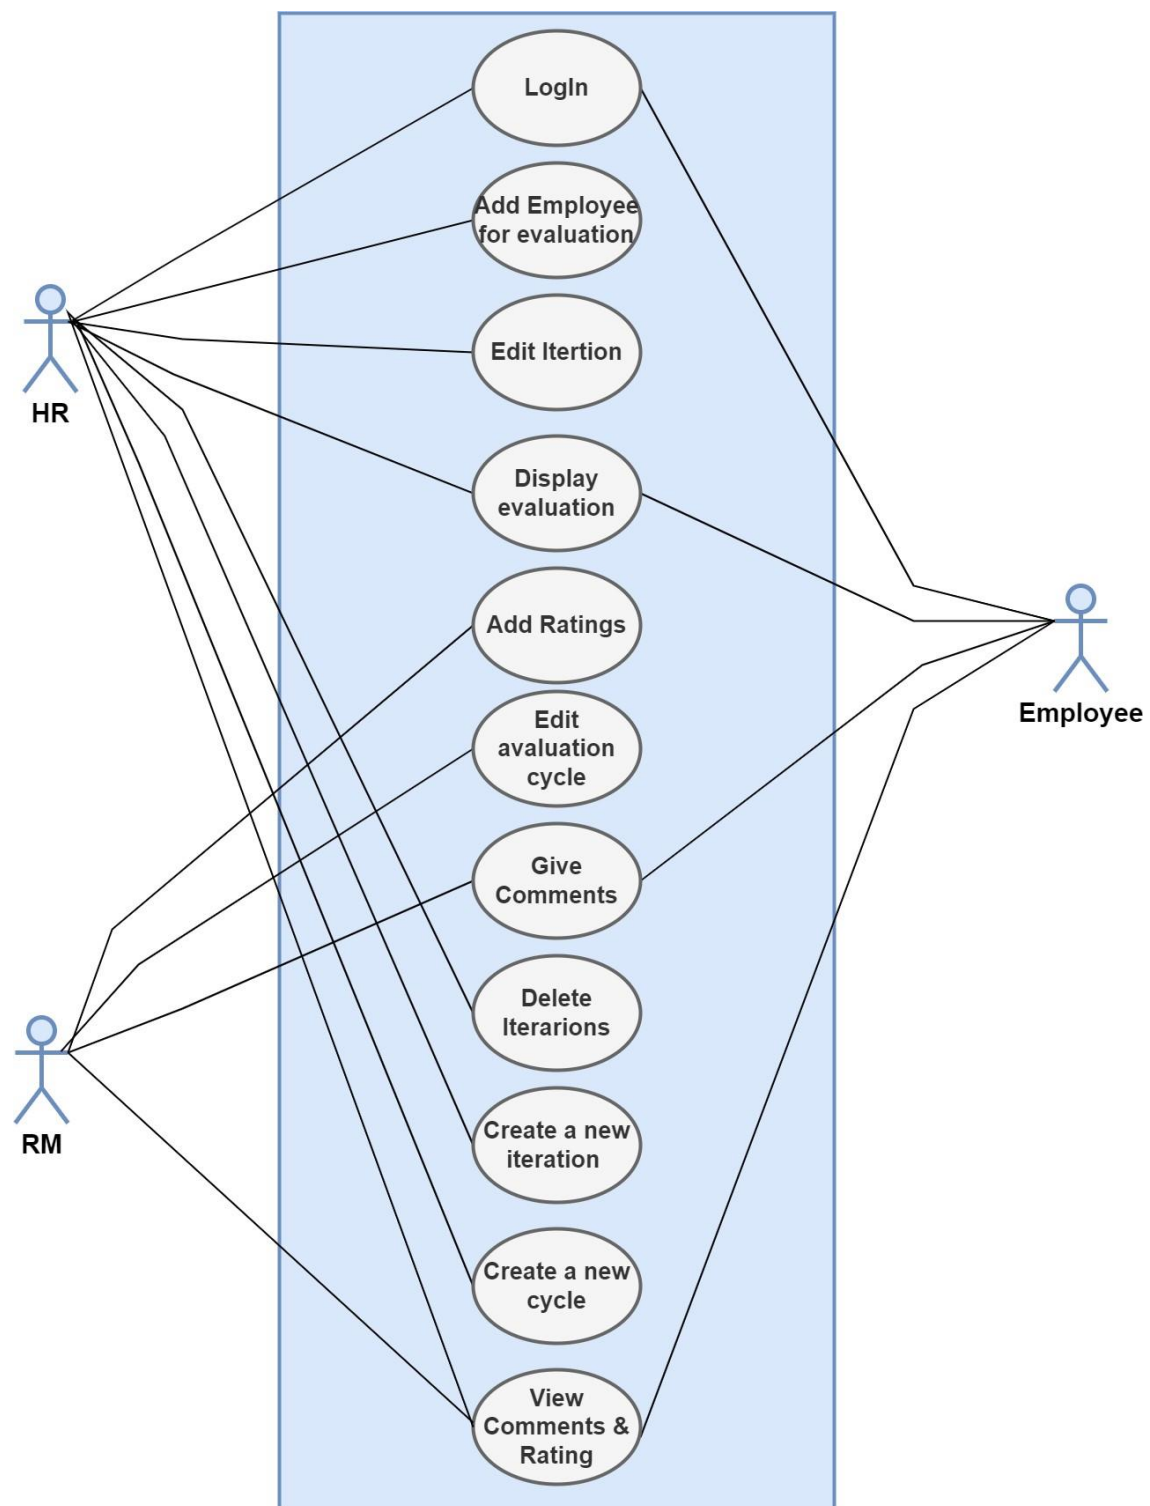 LogIn
Add Employee
for evaluation
Edit Itertion
HR
Display
evaluation
Add Ratings
Employee
Edit
avaluation
cycle
Give
Comments
Delete
Iterarions
RM
Create a new
iteration
Create a new
cycle
View
Comments &
Rating